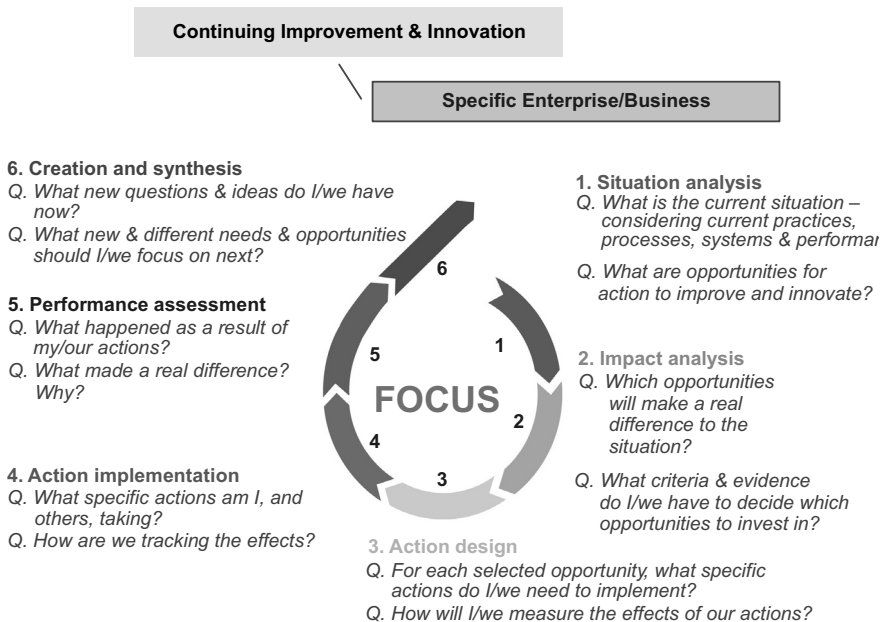 Continuing Improvement & Innovation
Specific Enterprise/Business
6. Creation and synthesis
Q. What new questions & ideas do I/we have
now?
Q. What new & different needs & opportunities
should I/we focus on next?
1. Situation analysis
Q. What is the current situation –
considering current practices,
processes, systems & performan
Q. What are opportunities for
action to improve and innovate?
5. Performance assessment
Q. What happened as a result of
my/our actions?
Q. What made a real difference?
Why?
2. Impact analysis
Q. Which opportunities
will make a real
difference to the
situation?
Q. What criteria & evidence
do I/we have to decide which
opportunities to invest in?
4. Action implementation
Q. What specific actions am I, and
others, taking?
Q. How are we tracking the effects?
3. Action design
Q. For each selected opportunity, what specific
actions do I/we need to implement?
Q. How will I/we measure the effects of our actions?
6
1
5
FOCUS
2
4
3